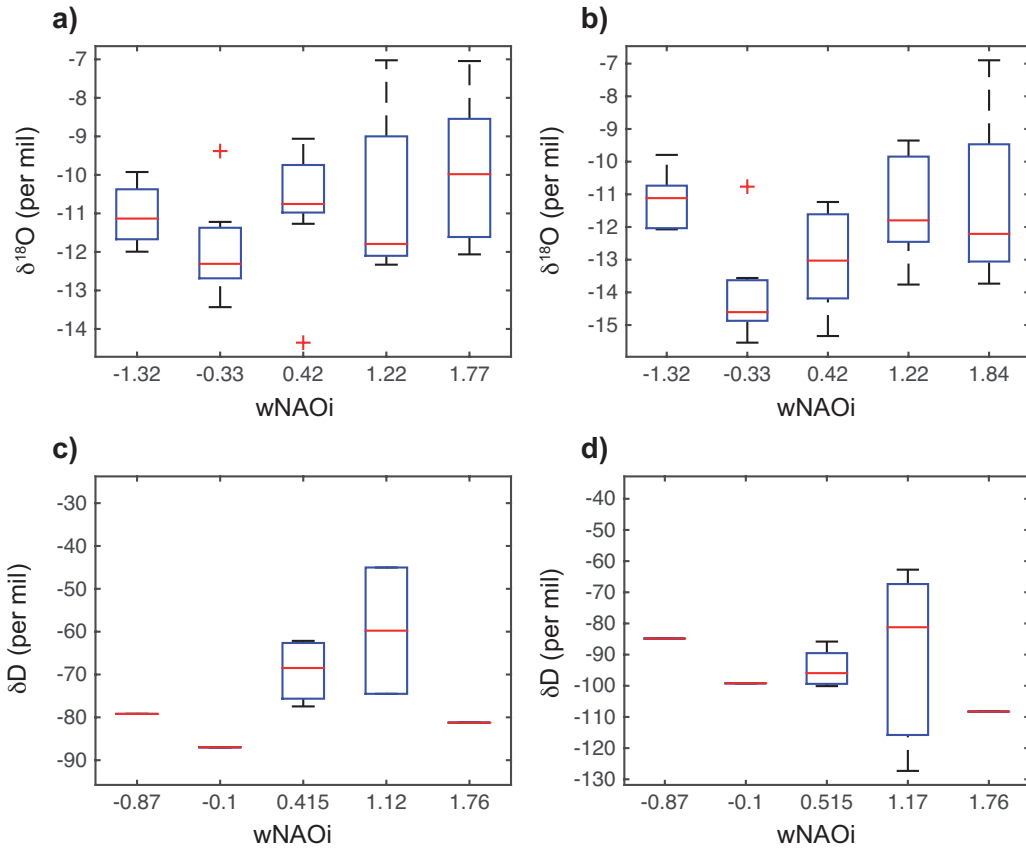 a)
δ18O (per mil)
-7
-8
-9
-10
-11
-12
-13
-14
-1.32 -0.33 0.42 1.22 1.77
wNAOi
b)
δ18O (per mil)
-7
-8
-9
-10
-11
-12
-13
-14
-15
-1.32 -0.33 0.42 1.22 1.84
wNAOi
c)
δD (per mil)
-30
-40
-50
-60
-70
-80
-90
-0.87 -0.1 0.415 1.12 1.76
wNAOi
d)
δD (per mil)
-40
-50
-60
-70
-80
-90
-100
-110
-120
-130
-0.87 -0.1 0.515 1.17 1.76
wNAOi